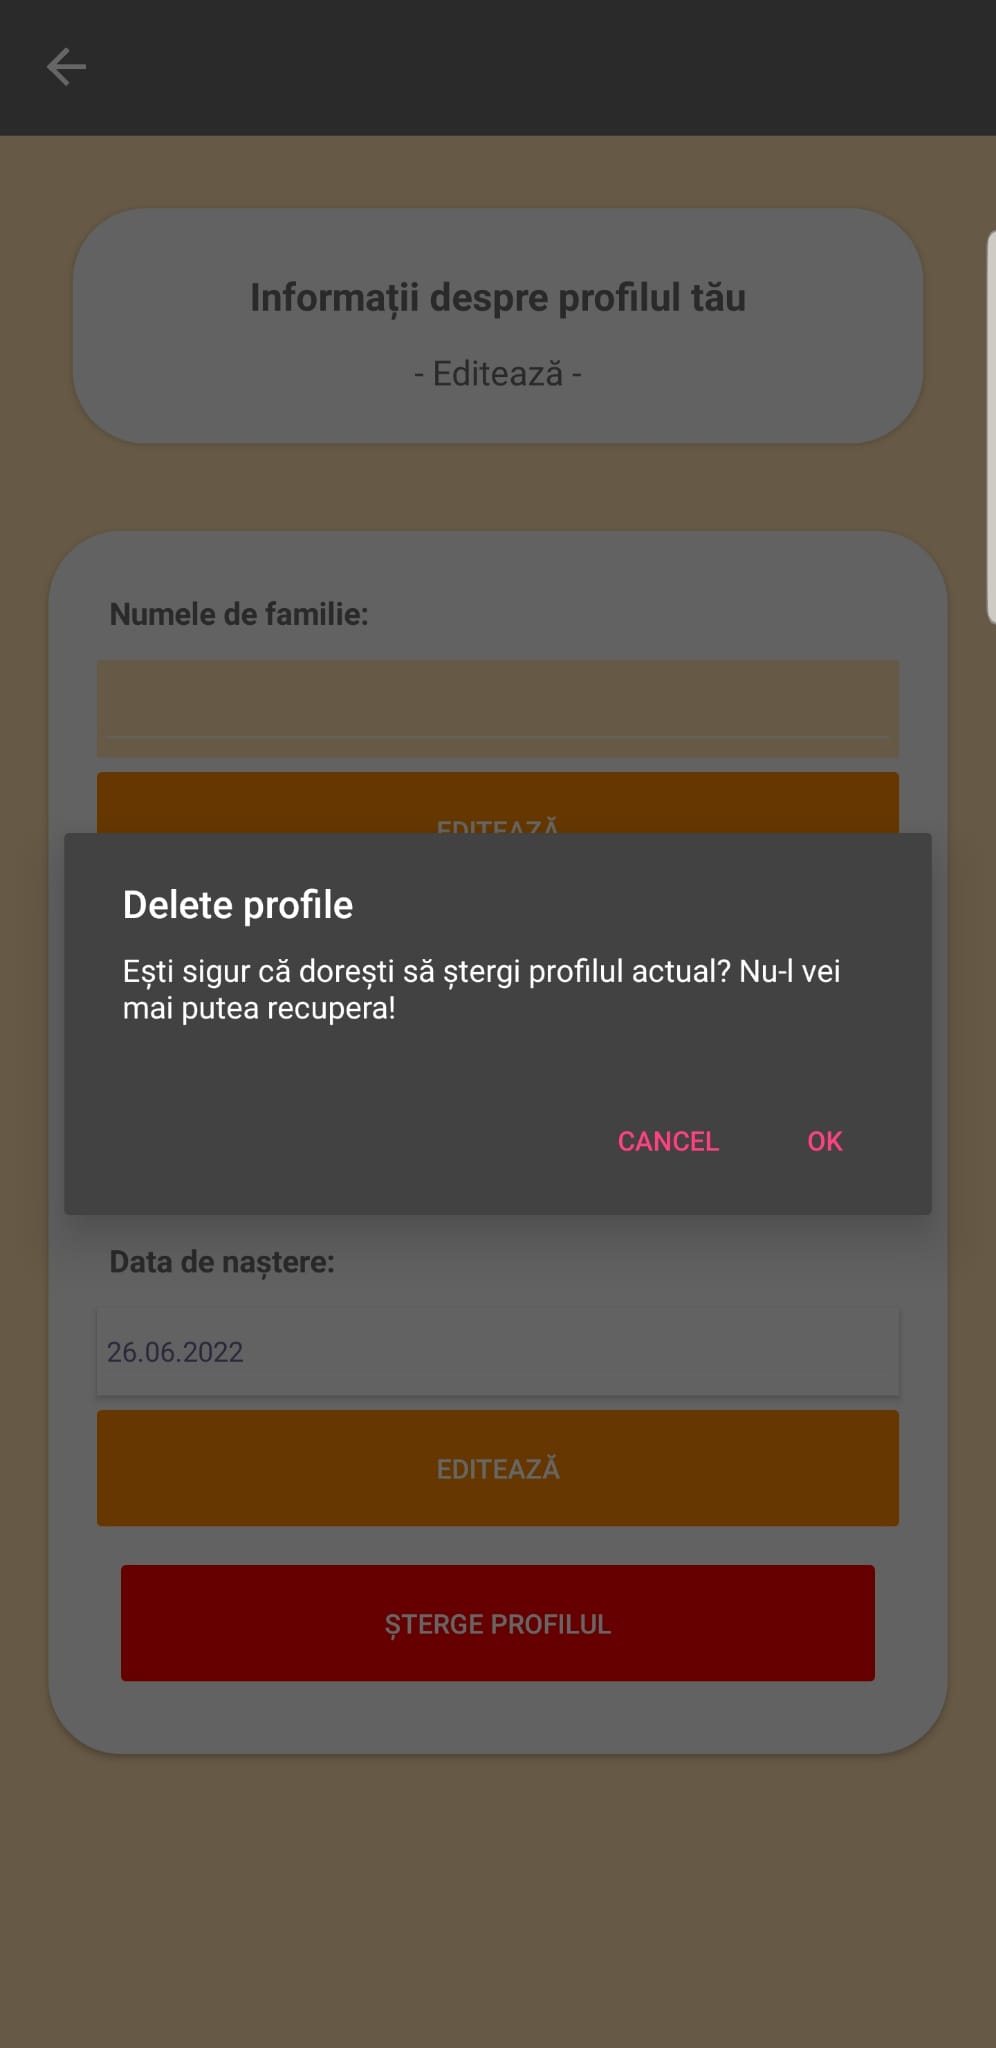 Informații despre profilul tău
- Editează -
Numele de familie:
EDITEAZĂ
Delete profile
Ești sigur că dorești să ștergi profilul actual? Nu-l vei
mai putea recupera!
CANCEL OK
Data de naștere:
26.06.2022
EDITEAZĂ
ȘTERGE PROFILUL